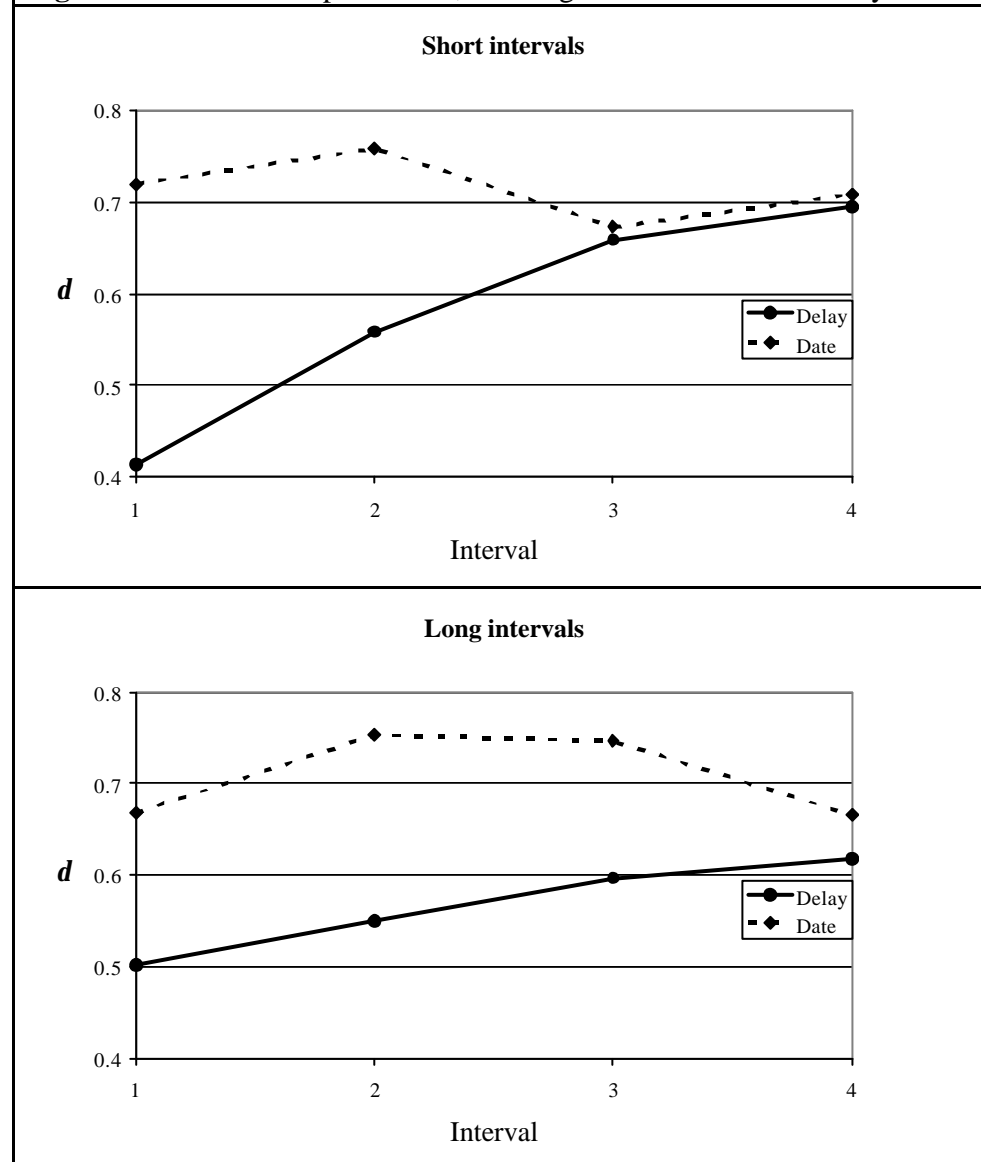 Short intervals
0.8
0.7
0.6
0.5
0.4
d
Delay
Date
1 2 3 4
Interval
Long intervals
0.8
0.7
0.6
0.5
0.4
d
Delay
Date
1 2 3 4
Interval